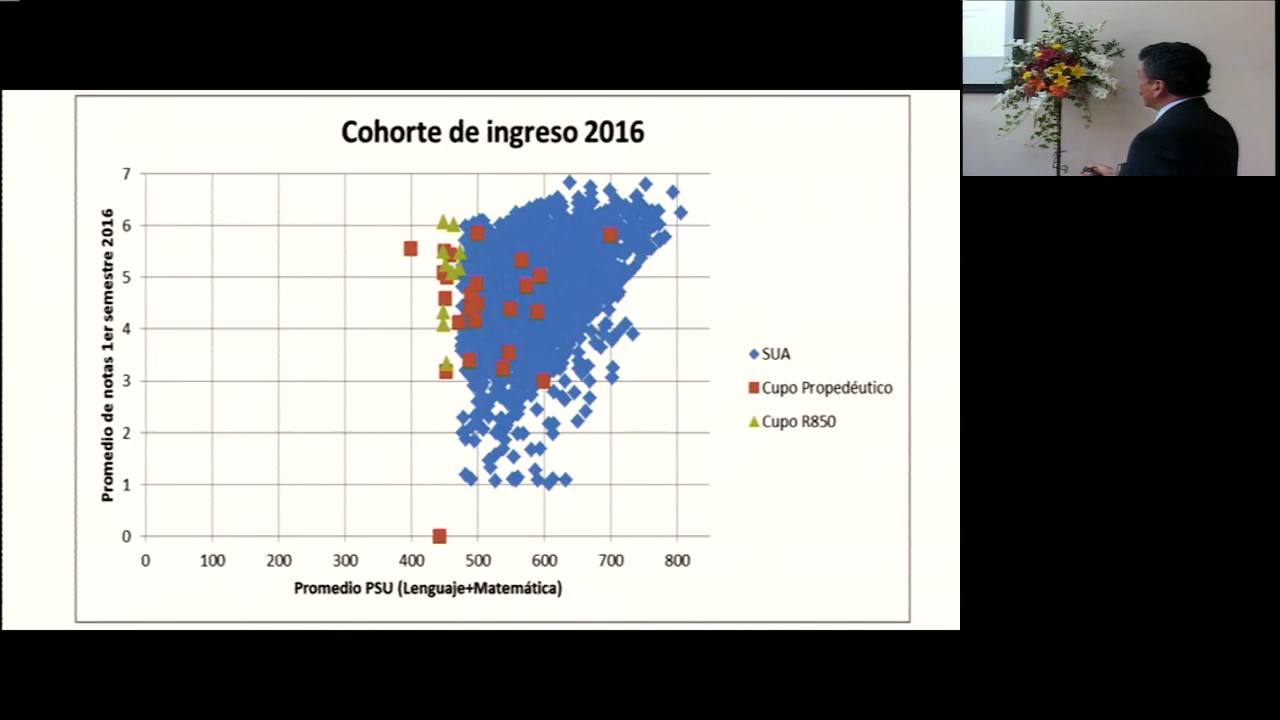 Cohorte de ingreso 2016
Promedio de notas 1er semestre 2016
7
6
5
4
3
2
1
0
0 100 200 300 400 500 600 700 800
Promedio PSU (Lenguaje+Matemática)
SUA
Cupo Propedéutico
Cupo R850